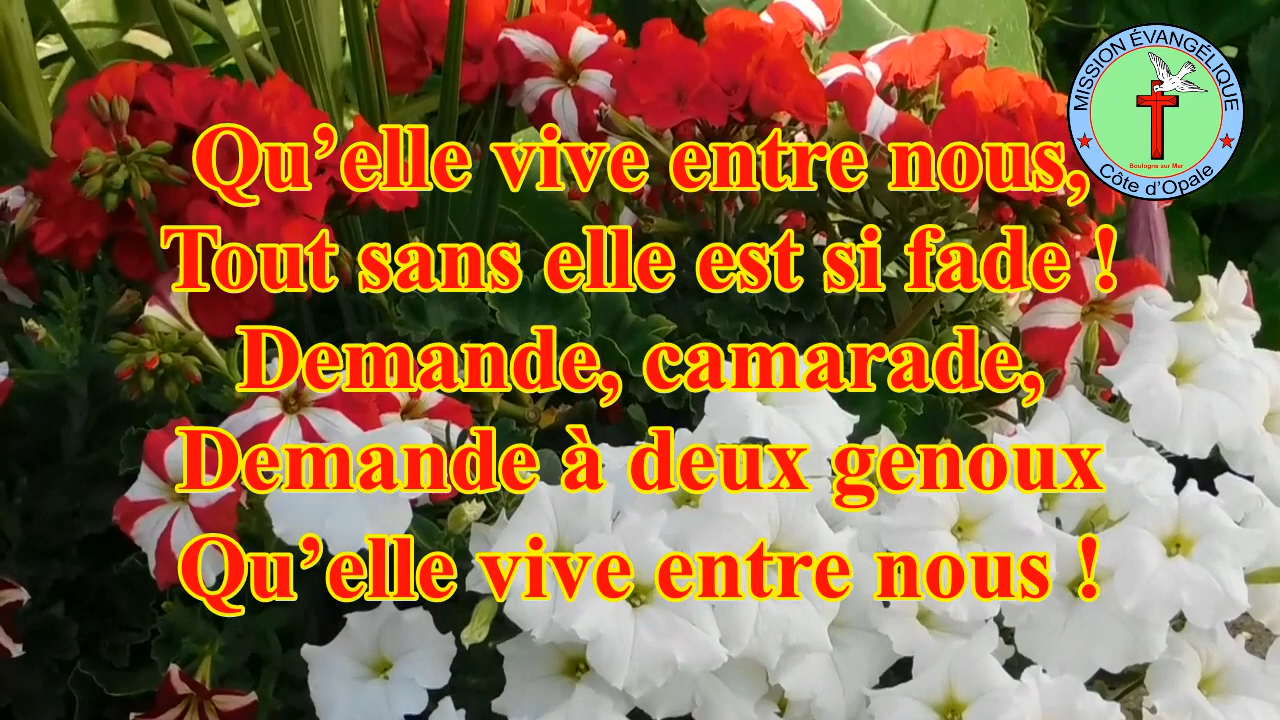 MISSION ÉVANGÉLIQUE
Boulogne sur Mer
Côte d'Opale
Qu’elle vive entre nous,
Tout sans elle est si fade !
Demande, camarade,
Demande à deux genoux
Qu’elle vive entre nous !